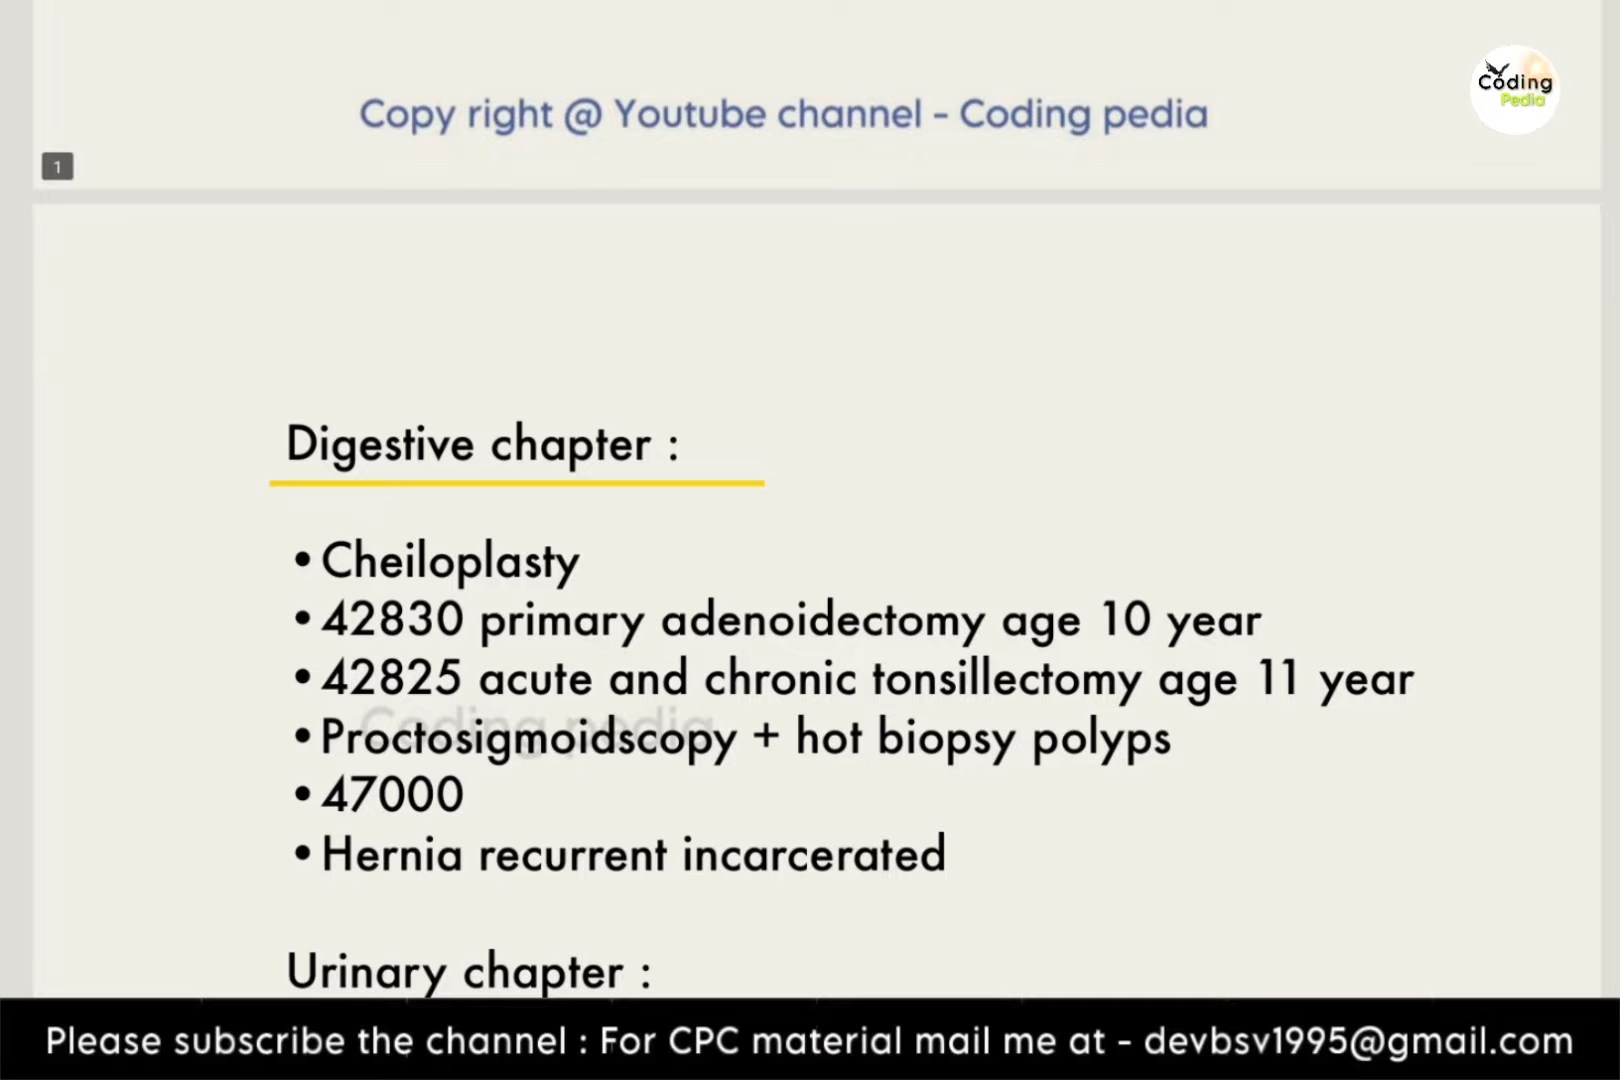 Coding
Pedia
Copy right @ Youtube channel - Coding pedia
1
Digestive chapter :
• Cheiloplasty
• 42830 primary adenoidectomy age 10 year
• 42825 acute and chronic tonsillectomy age 11 year
Coding pedia
• Proctosigmoidscopy + hot biopsy polyps
• 47000
• Hernia recurrent incarcerated
Urinary chapter :
Please subscribe the channel : For CPC material mail me at - devbsv1995@gmail.com